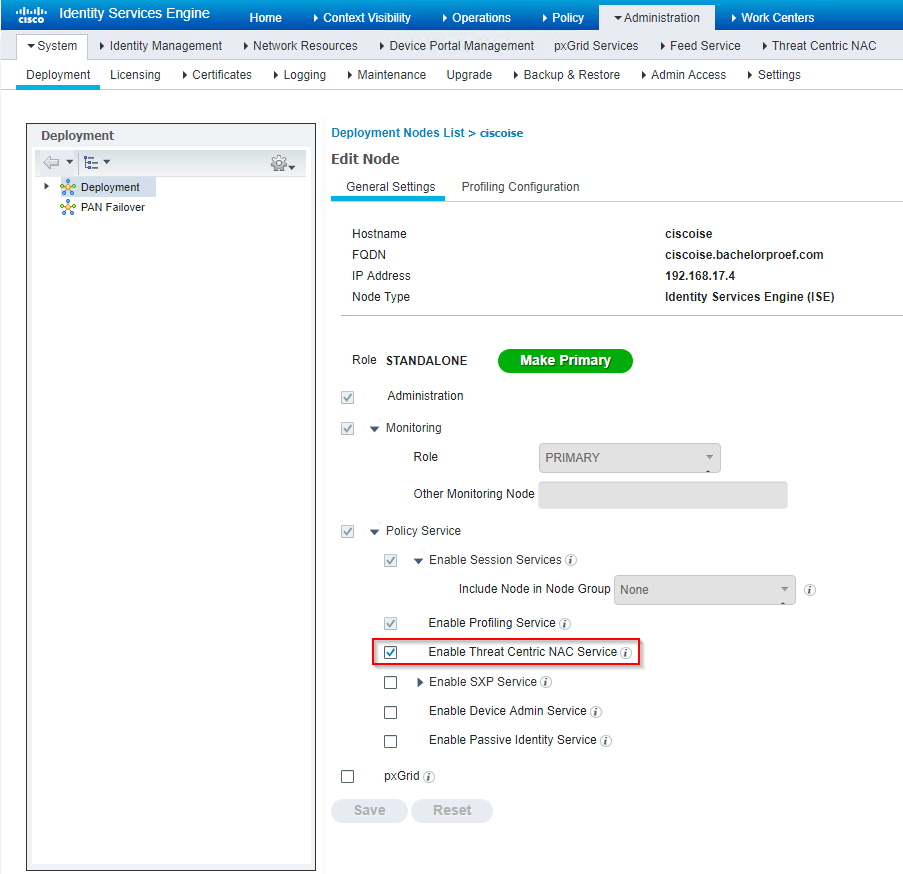 CISCO Identity Services Engine Home Context Visibility Operations Policy Administration Work Centers
System Identity Management Network Resources Device Portal Management pxGrid Services Feed Service Threat Centric NAC
Deployment Licensing Certificates Logging Maintenance Upgrade Backup & Restore Admin Access Settings
Deployment
Deployment
PAN Failover
Deployment Nodes List > ciscoise
Edit Node
General Settings Profiling Configuration
Hostname ciscoise
FQDN ciscoise.bachelorproef.com
IP Address 192.168.17.4
Node Type Identity Services Engine (ISE)
Role STANDALONE Make Primary
Administration
Monitoring
Role PRIMARY
Other Monitoring Node
Policy Service
Enable Session Services
Include Node in Node Group None
Enable Profiling Service
Enable Threat Centric NAC Service
Enable SXP Service
Enable Device Admin Service
Enable Passive Identity Service
pxGrid
Save Reset